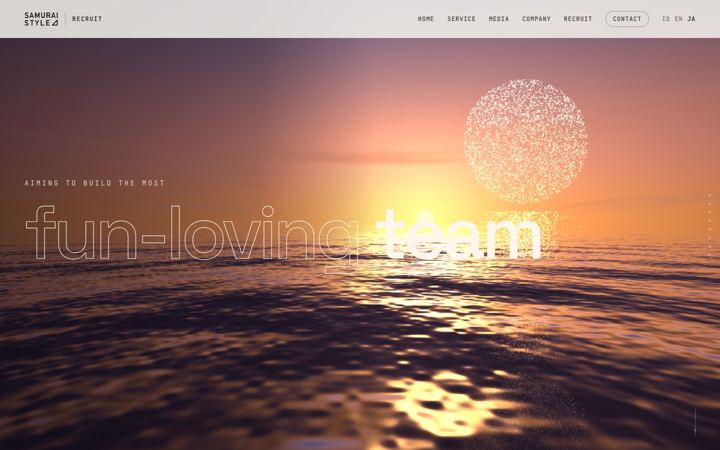 SAMURAI
STYLE
RECRUIT
HOME SERVICE MEDIA COMPANY RECRUIT CONTACT ID EN JA
AIMING TO BUILD THE MOST
fun-loving team